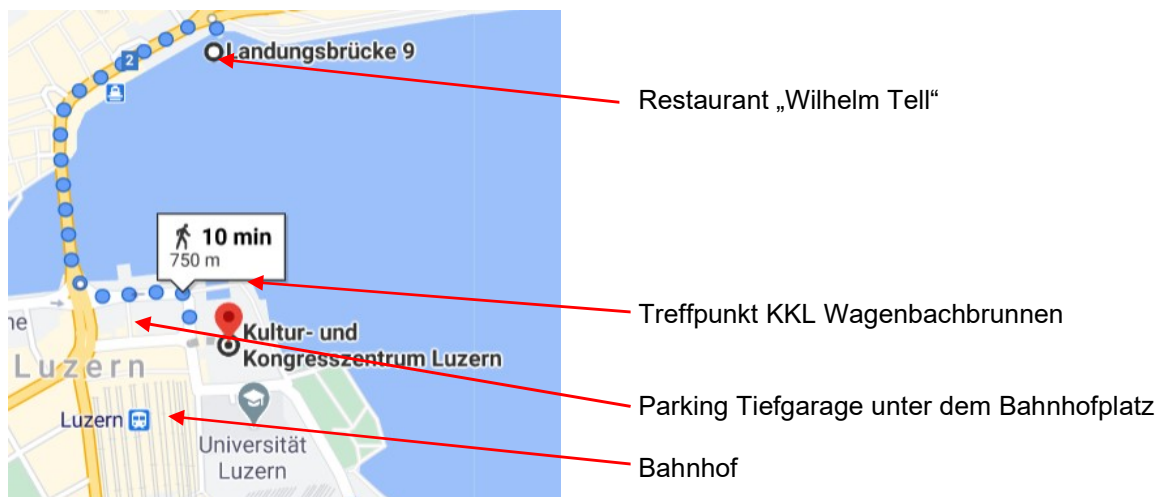 Landungsbrücke 9
2
Restaurant „Wilhelm Tell“
10 min
750 m
Treffpunkt KKL Wagenbachbrunnen
ne
Kultur- und
Kongresszentrum Luzern
Luzern
Parking Tiefgarage unter dem Bahnhofplatz
Luzern
Universität
Luzern
Bahnhof